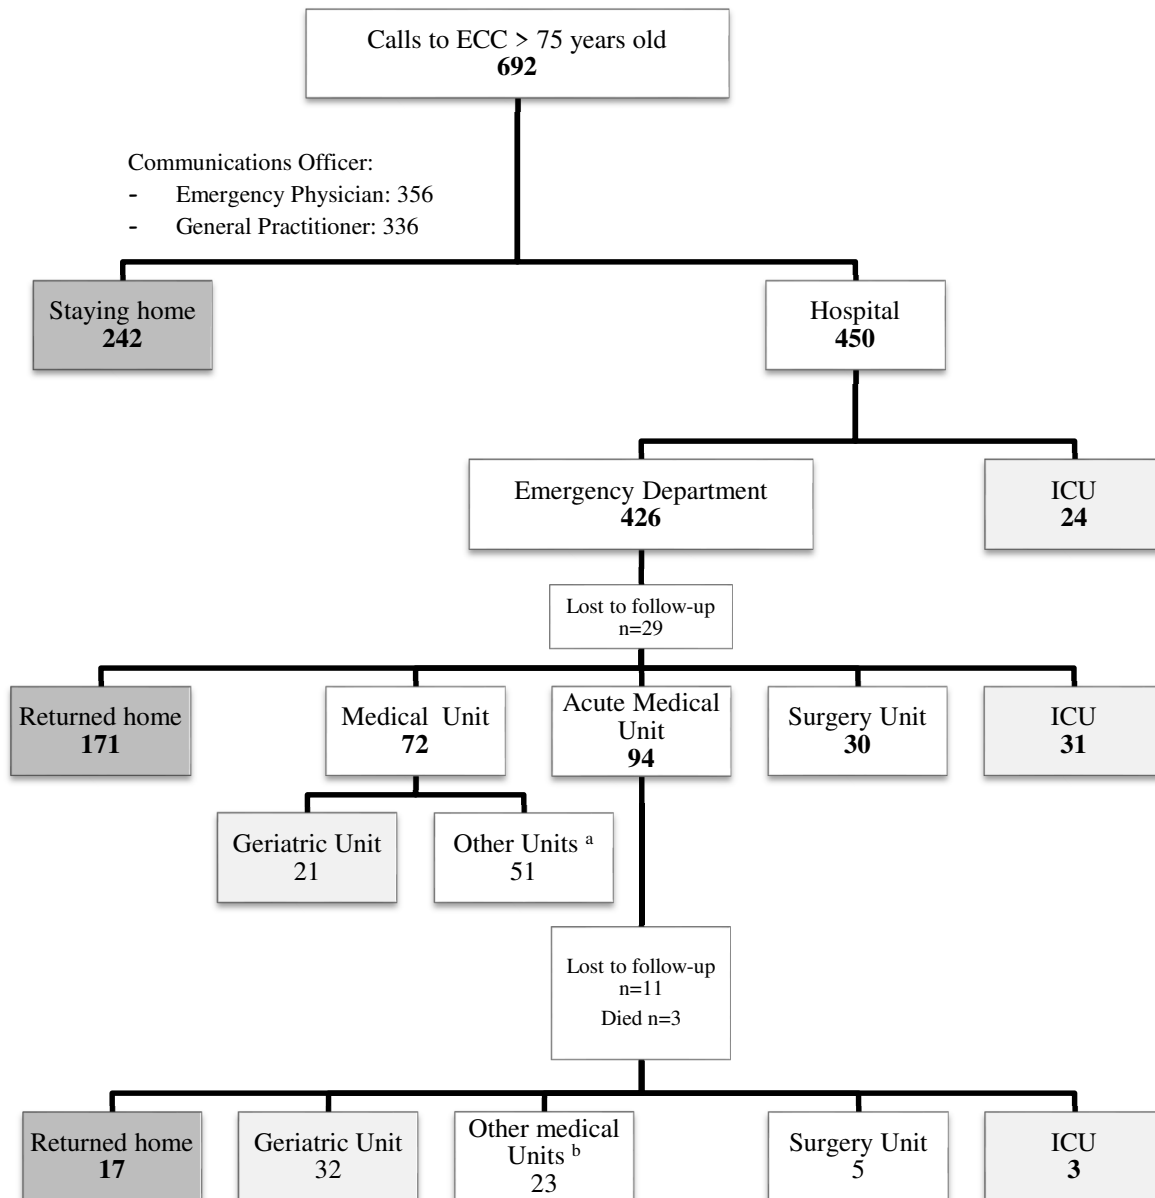 Calls to ECC > 75 years old
692
Communications Officer:
- Emergency Physician: 356
- General Practitioner: 336
Staying home
242
Hospital
450
Emergency Department
426
ICU
24
Lost to follow-up
n=29
Returned home
171
Medical Unit
72
Acute Medical
Unit
94
Surgery Unit
30
ICU
31
Geriatric Unit
21
Other Units a
51
Lost to follow-up
n=11
Died n=3
Returned home
17
Geriatric Unit
32
Other medical
Units b
23
Surgery Unit
5
ICU
3